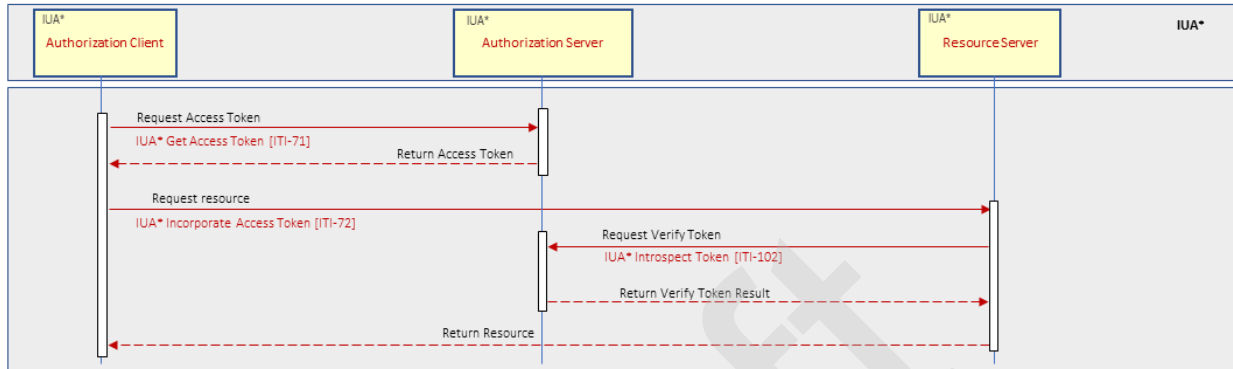 IUA*
Authorization Client
IUA*
Authorization Server
IUA*
Resource Server
IUA*
Request Access Token
IUA* Get Access Token [ITI-71]
Return Access Token
Request resource
IUA* Incorporate Access Token [ITI-72]
Request Verify Token
IUA* Introspect Token [ITI-102]
Return Verify Token Result
Return Resource